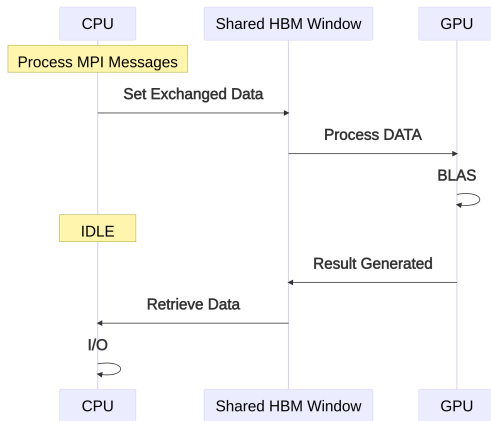 CPU
Shared HBM Window
GPU
Process MPI Messages
Set Exchanged Data
Process DATA
BLAS
IDLE
Result Generated
Retrieve Data
I/O
CPU
Shared HBM Window
GPU